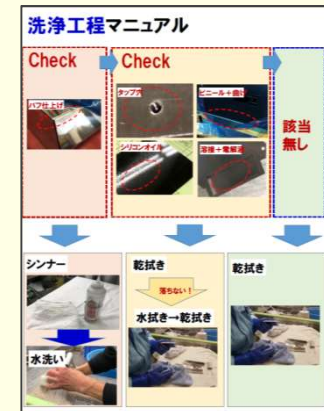 洗浄工程マニュアル
Check
Check
バフ仕上げ
タップ穴
ビニール+曲げ
シリコンオイル
溶接+電解液
該当
無し
シンナー
水洗い
乾拭き
落ちない!
水拭き→乾拭き
乾拭き